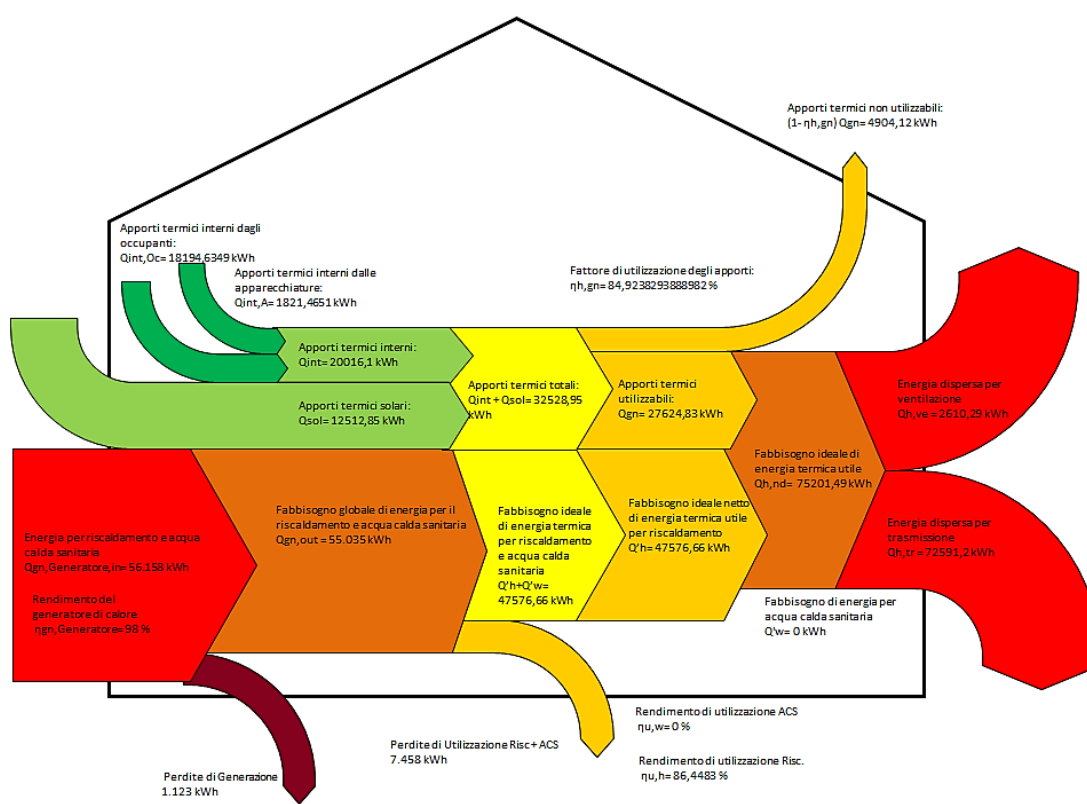 Apporti termici non utilizzabili:
(1- ηh,gn) Qgn= 4904,12 kWh
Apporti termici interni dagli
occupanti:
Qint,Oc= 18194,6349 kWh
Apporti termici interni dalle
apparecchiature:
Qint,A= 1821,4651 kWh
Fattore di utilizzazione degli apporti:
ηh,gn= 84,9238293888982 %
Apporti termici interni:
Qint= 20016,1 kWh
Apporti termici solari:
Qsol= 12512,85 kWh
Apporti termici totali:
Qint + Qsol= 32528,95
kWh
Apporti termici
utilizzabili:
Qgn= 27624,83 kWh
Energia dispersa per
ventilazione
Qh,ve = 2610,29 kWh
Fabbisogno ideale di
energia termica utile
Qh,nd= 75201,49 kWh
Energia dispersa per
trasmissione
Qh,tr= 72591,2 kWh
Energia per riscaldamento e acqua
calda sanitaria
Qgn,Generatore,in= 56.158 kWh
Rendimento del
generatore di calore
ηgn,Generatore= 98 %
Fabbisogno globale di energia per il
riscaldamento e acqua calda sanitaria
Qgn,out = 55.035 kWh
Fabbisogno ideale
di energia termica
per riscaldamento
e acqua calda
sanitaria
Q'h+Q'w=
47576,66 kWh
Fabbisogno ideale netto
di energia termica utile
per riscaldamento
Q'h= 47576,66 kWh
Fabbisogno di energia per
acqua calda sanitaria
Q'w= 0 kWh
Perdite di Generazione
1.123 kWh
Perdite di Utilizzazione Risc+ ACS
7.458 kWh
Rendimento di utilizzazione ACS
ηu,w= 0 %
Rendimento di utilizzazione Risc.
ηu,h= 86,4483 %